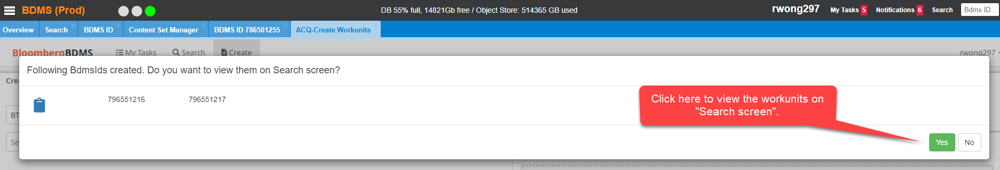 BDMS (Prod)
DB 55% full, 14821Gb free / Object Store: 514365 GB used
rwong297
My Tasks 5
Notifications 6
Search
Bdms ID...
Overview
Search
BDMS ID
Content Set Manager
BDMS ID 786501255
ACQ-Create Workunits
BloombergBDMS
My Tasks
Search
Create
rwong297
Following BdmsIds created. Do you want to view them on Search screen?
Cre
796551216
796551217
Click here to view the workunits on
"Search screen".
BT
Se
Yes
No